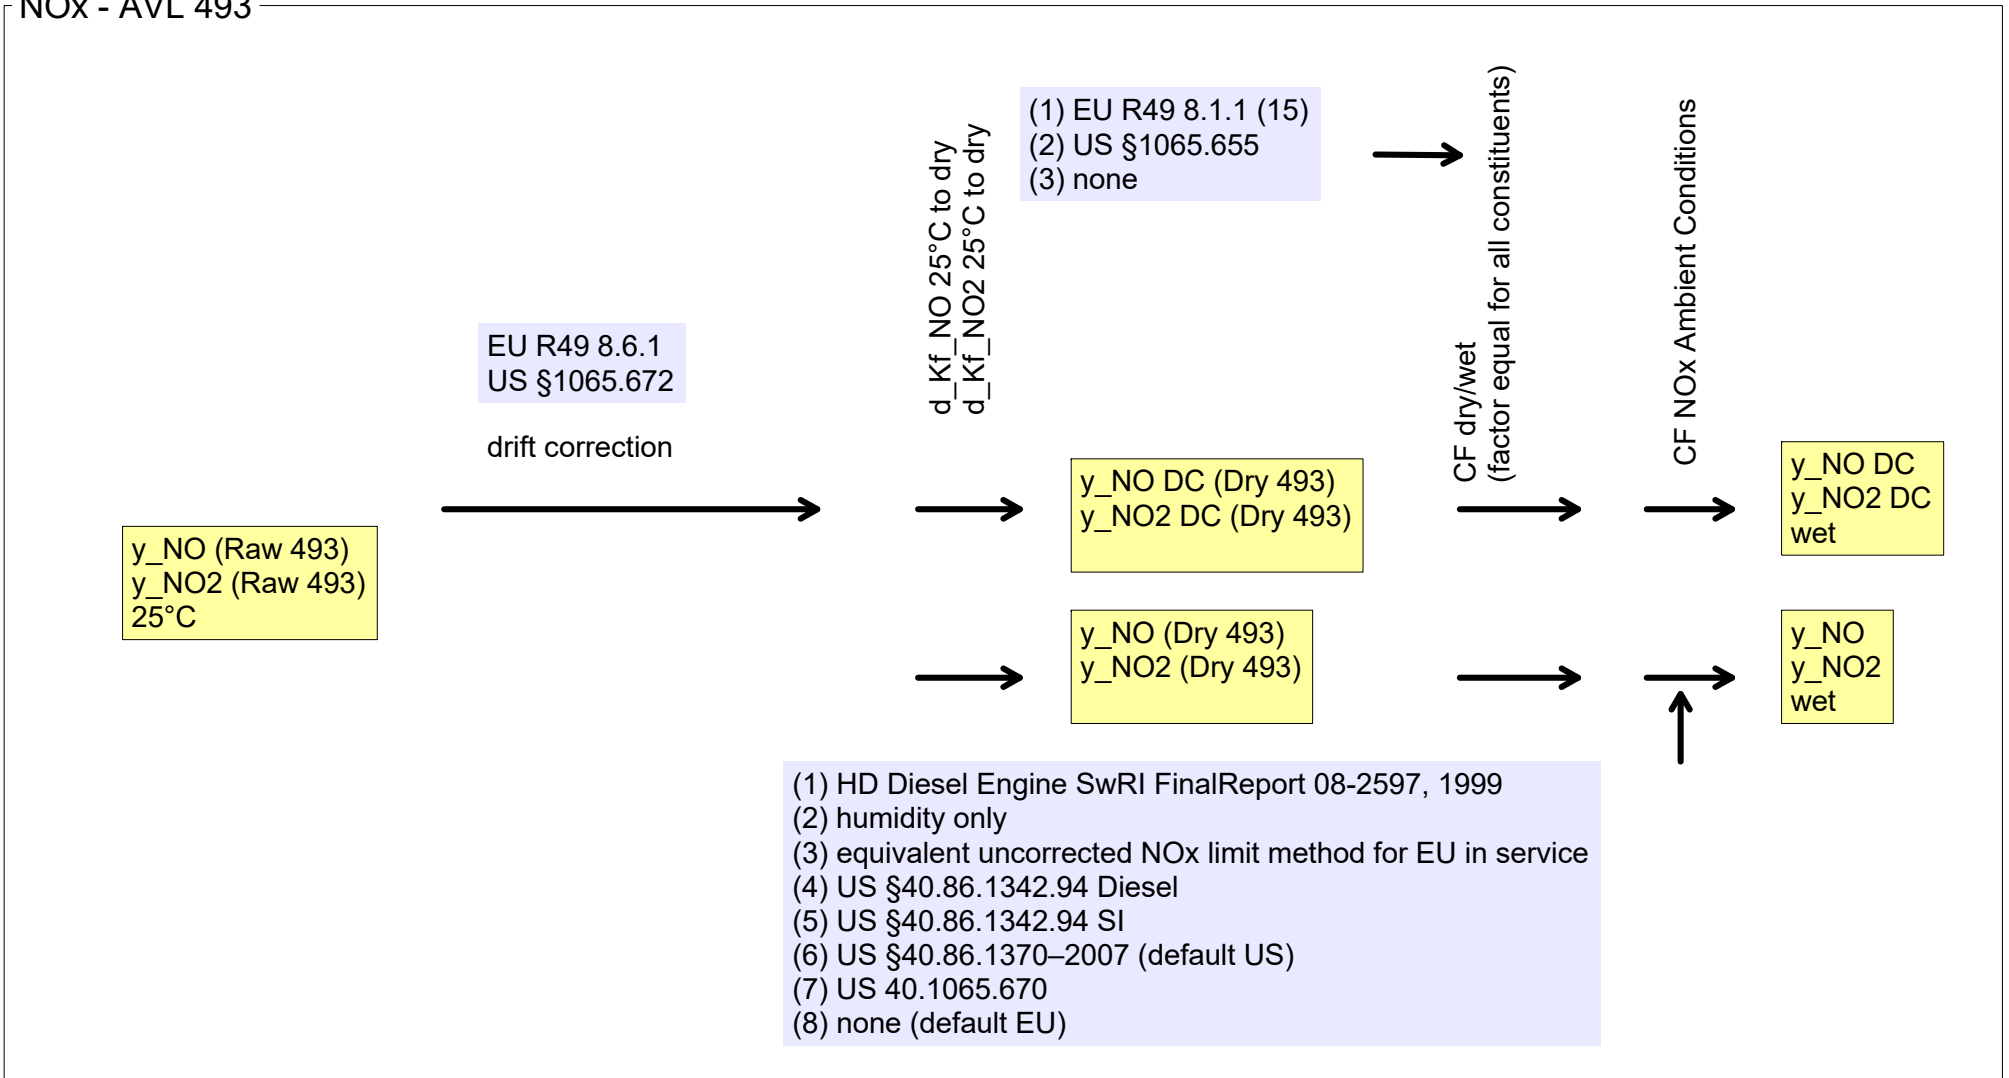 NOx - AVL 493
(1) EU R49 8.1.1 (15)
(2) US §1065.655
(3) none
d_Kf_NO 25°C to dry
d_Kf_NO2 25°C to dry
CF dry/wet
(factor equal for all constituents)
CF NOx Ambient Conditions
EU R49 8.6.1
US §1065.672
drift correction
y_NO (Raw 493)
y_NO2 (Raw 493)
25°C
y_NO DC (Dry 493)
y_NO2 DC (Dry 493)
y_NO DC
y_NO2 DC
wet
y_NO (Dry 493)
y_NO2 (Dry 493)
y_NO
y_NO2
wet
(1) HD Diesel Engine SwRI FinalReport 08-2597, 1999
(2) humidity only
(3) equivalent uncorrected NOx limit method for EU in service
(4) US §40.86.1342.94 Diesel
(5) US §40.86.1342.94 SI
(6) US §40.86.1370–2007 (default US)
(7) US 40.1065.670
(8) none (default EU)